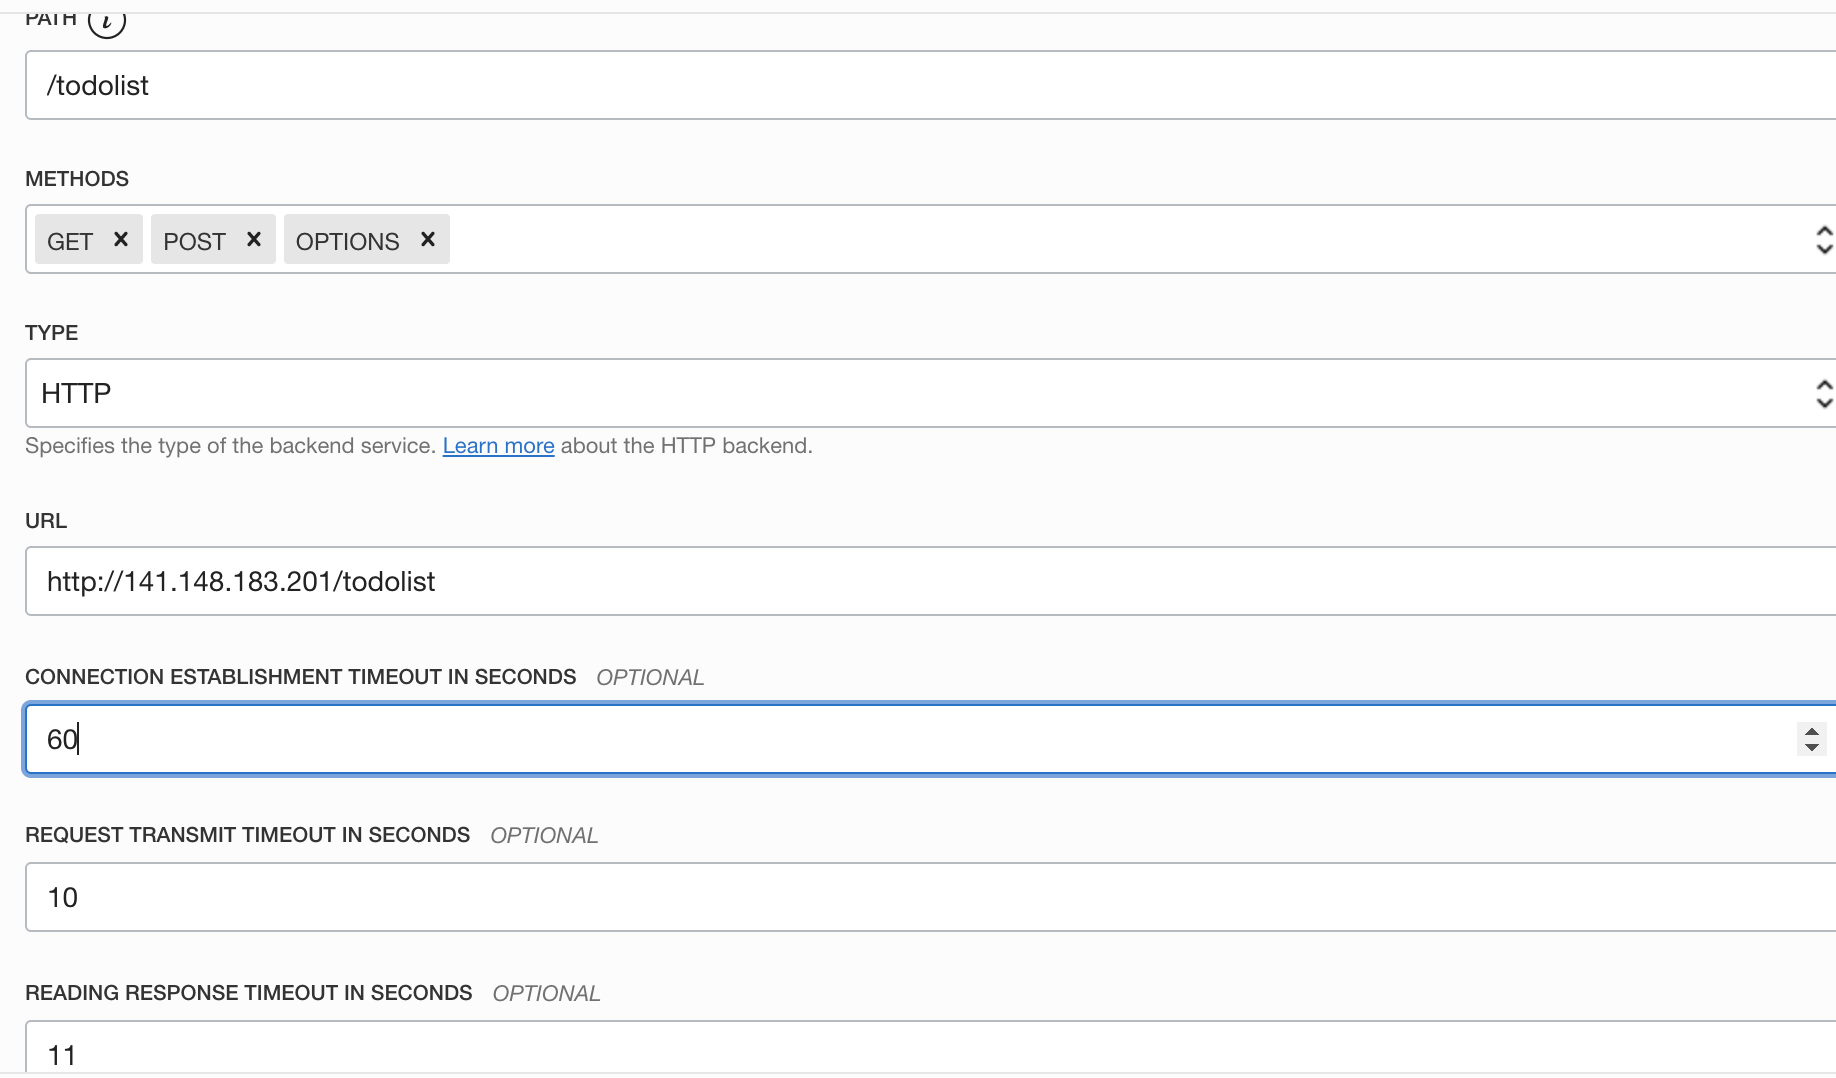 PATH i
/todolist
METHODS
GET × POST × OPTIONS ×
TYPE
HTTP
Specifies the type of the backend service. Learn more about the HTTP backend.
URL
http://141.148.183.201/todolist
CONNECTION ESTABLISHMENT TIMEOUT IN SECONDS OPTIONAL
60
REQUEST TRANSMIT TIMEOUT IN SECONDS OPTIONAL
10
READING RESPONSE TIMEOUT IN SECONDS OPTIONAL
11